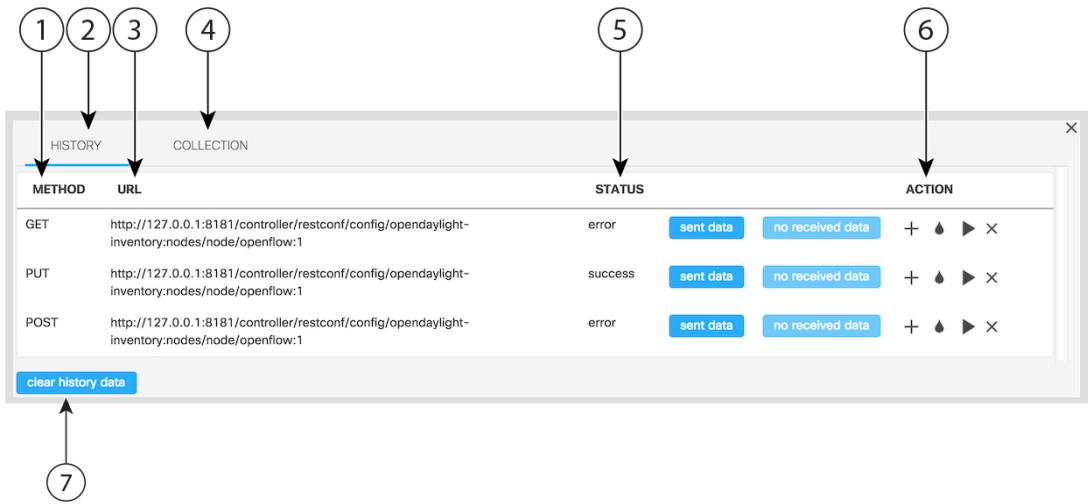 1 2 3 4 5 6
HISTORY COLLECTION
METHOD URL STATUS ACTION
GET http://127.0.0.1:8181/controller/restconf/config/opendaylight- error sent data no received data
inventory:nodes/node/openflow:1
PUT http://127.0.0.1:8181/controller/restconf/config/opendaylight- success sent data no received data
inventory:nodes/node/openflow:1
POST http://127.0.0.1:8181/controller/restconf/config/opendaylight- error sent data no received data
inventory:nodes/node/openflow:1
clear history data
7